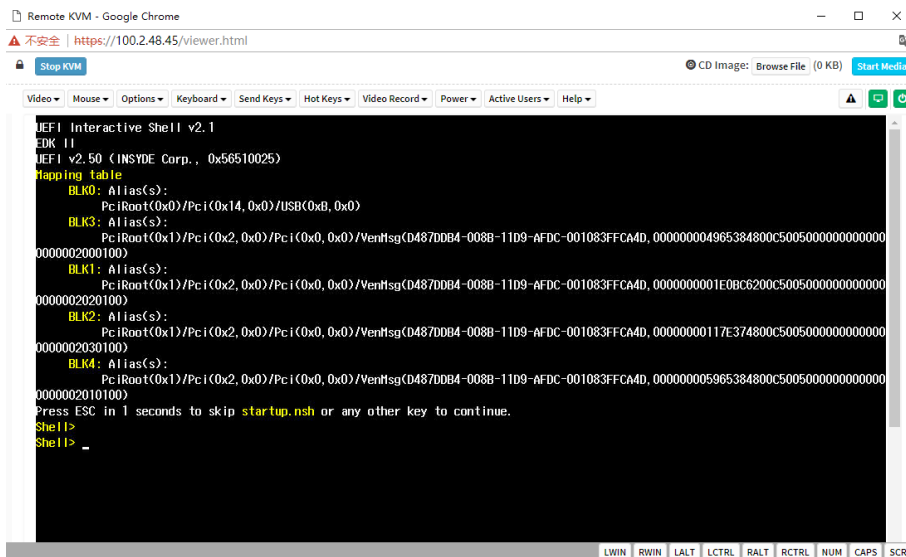 Remote KVM - Google Chrome
不安全 | https://100.2.48.45/viewer.html
Stop KVM
CD Image: Browse File (0 KB) Start Media
Video Mouse Options Keyboard Send Keys Hot Keys Video Record Power Active Users Help
UEFI Interactive Shell v2.1
EDK II
UEFI v2.50 (INSYDE Corp., 0x56510025)
Mapping table
BLK0: Alias(s):
PciRoot(0x0)/Pci(0x14,0x0)/USB(0xB,0x0)
BLK3: Alias(s):
PciRoot(0x1)/Pci(0x2,0x0)/Pci(0x0,0x0)/VenMsg(D487DDB4-008B-11D9-AFDC-001083FFCA4D,000000004965384800C5005000000000000
0000002000100)
BLK1: Alias(s):
PciRoot(0x1)/Pci(0x2,0x0)/Pci(0x0,0x0)/VenMsg(D487DDB4-008B-11D9-AFDC-001083FFCA4D,0000000001E0BC6200C5005000000000000
0000002020100)
BLK2: Alias(s):
PciRoot(0x1)/Pci(0x2,0x0)/Pci(0x0,0x0)/VenMsg(D487DDB4-008B-11D9-AFDC-001083FFCA4D,00000000117E374800C5005000000000000
0000002030100)
BLK4: Alias(s):
PciRoot(0x1)/Pci(0x2,0x0)/Pci(0x0,0x0)/VenMsg(D487DDB4-008B-11D9-AFDC-001083FFCA4D,000000005965384800C5005000000000000
0000002010100)
Press ESC in 1 seconds to skip startup.nsh or any other key to continue.
Shell>
Shell> _
LWIN RWIN LALT LCTRL RALT RCTRL NUM CAPS SCR